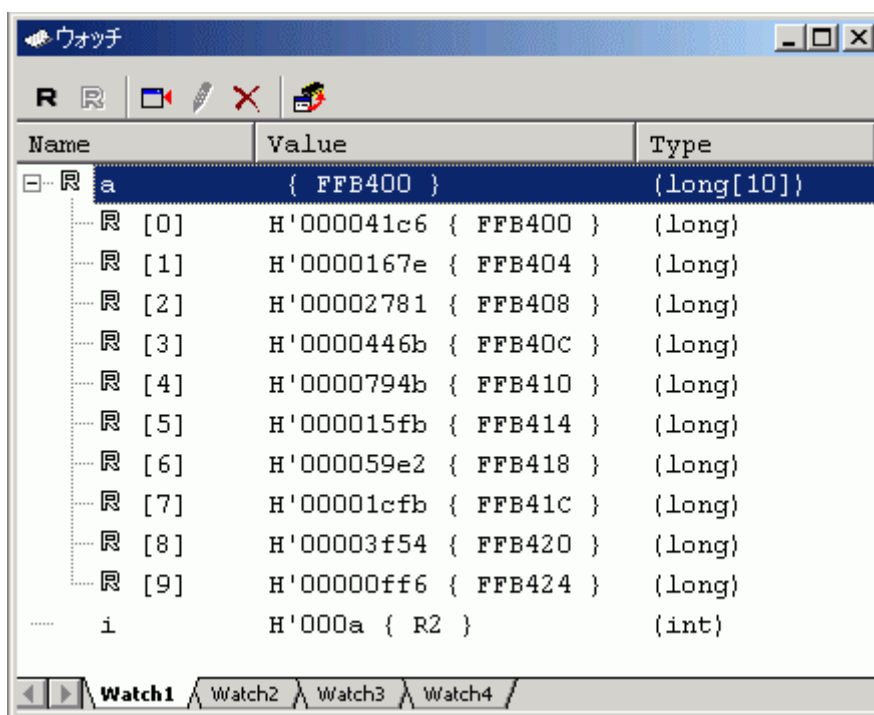 ウォッチ
R R
Name Value Type
R a { FFB400 } (long[10])
R [0] H'000041c6 { FFB400 } (long)
R [1] H'0000167e { FFB404 } (long)
R [2] H'00002781 { FFB408 } (long)
R [3] H'0000446b { FFB40C } (long)
R [4] H'0000794b { FFB410 } (long)
R [5] H'000015fb { FFB414 } (long)
R [6] H'000059e2 { FFB418 } (long)
R [7] H'00001cfb { FFB41C } (long)
R [8] H'00003f54 { FFB420 } (long)
R [9] H'00000ff6 { FFB424 } (long)
i H'000a { R2 } (int)
Watch1 Watch2 Watch3 Watch4